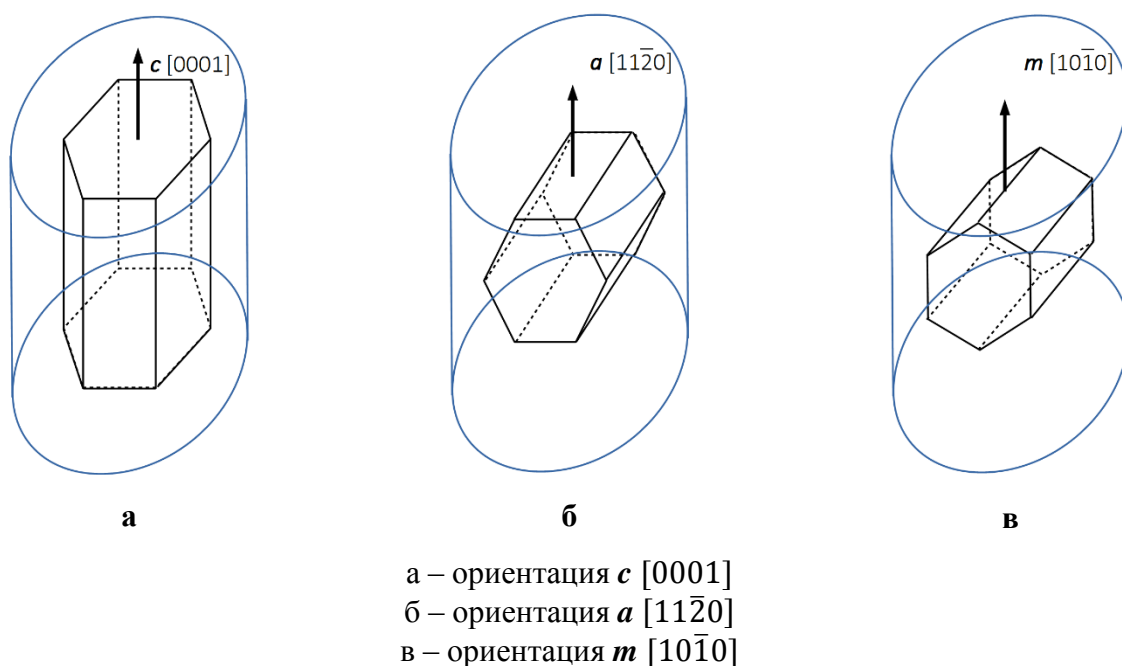 c [0001]
a [112̅0]
m [101̅0]
а
б
в
а – ориентация c [0001]
б – ориентация a [112̅0]
в – ориентация m [101̅0]